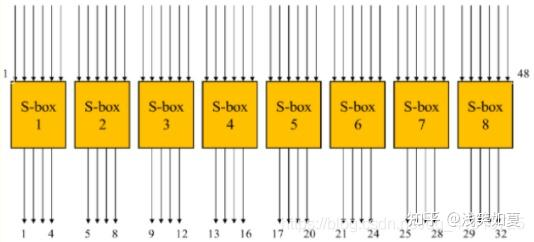 1 48
S-box S-box S-box S-box S-box S-box S-box S-box
1 2 3 4 5 6 7 8
知乎 @浅笑如夏
1 4 5 8 9 12 13 16 17 20 21 24 25 28 29 32